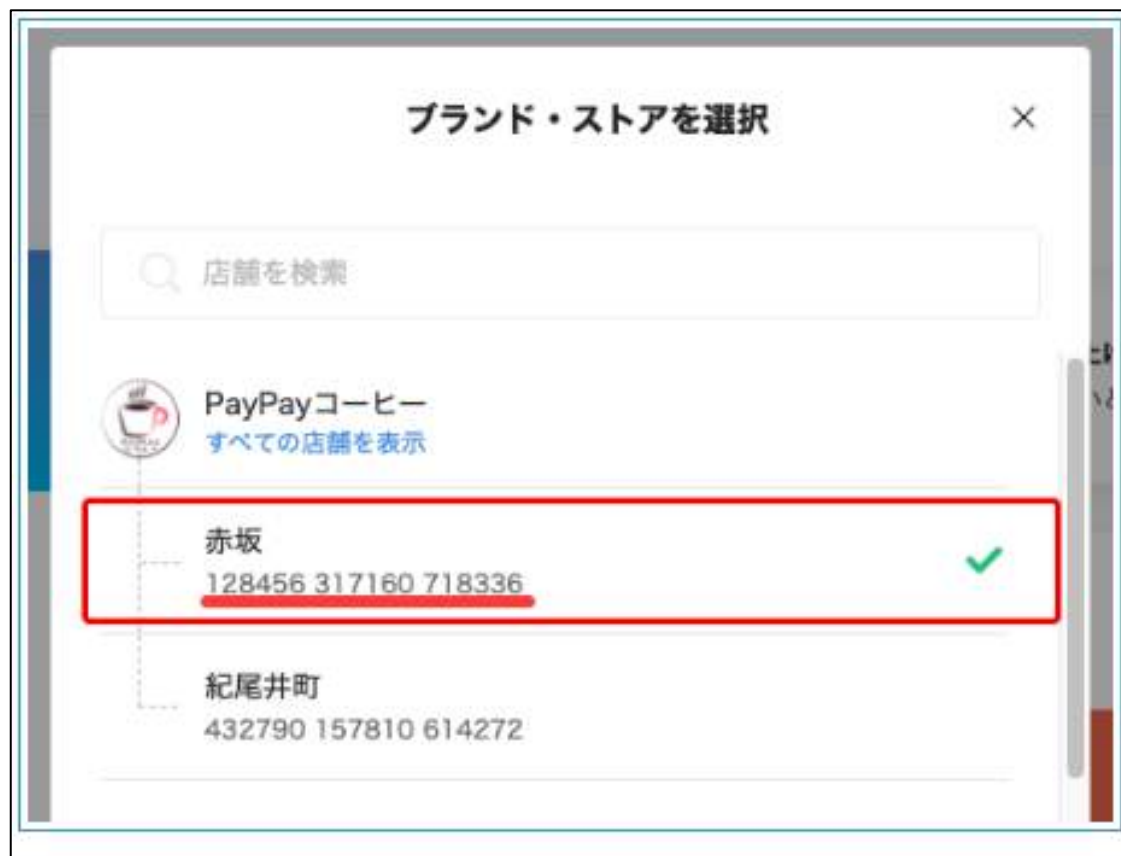 ブランド・ストアを選択
店舗を検索
PayPayコーヒー
すべての店舗を表示
赤坂
128456 317160 718336
紀尾井町
432790 157810 614272